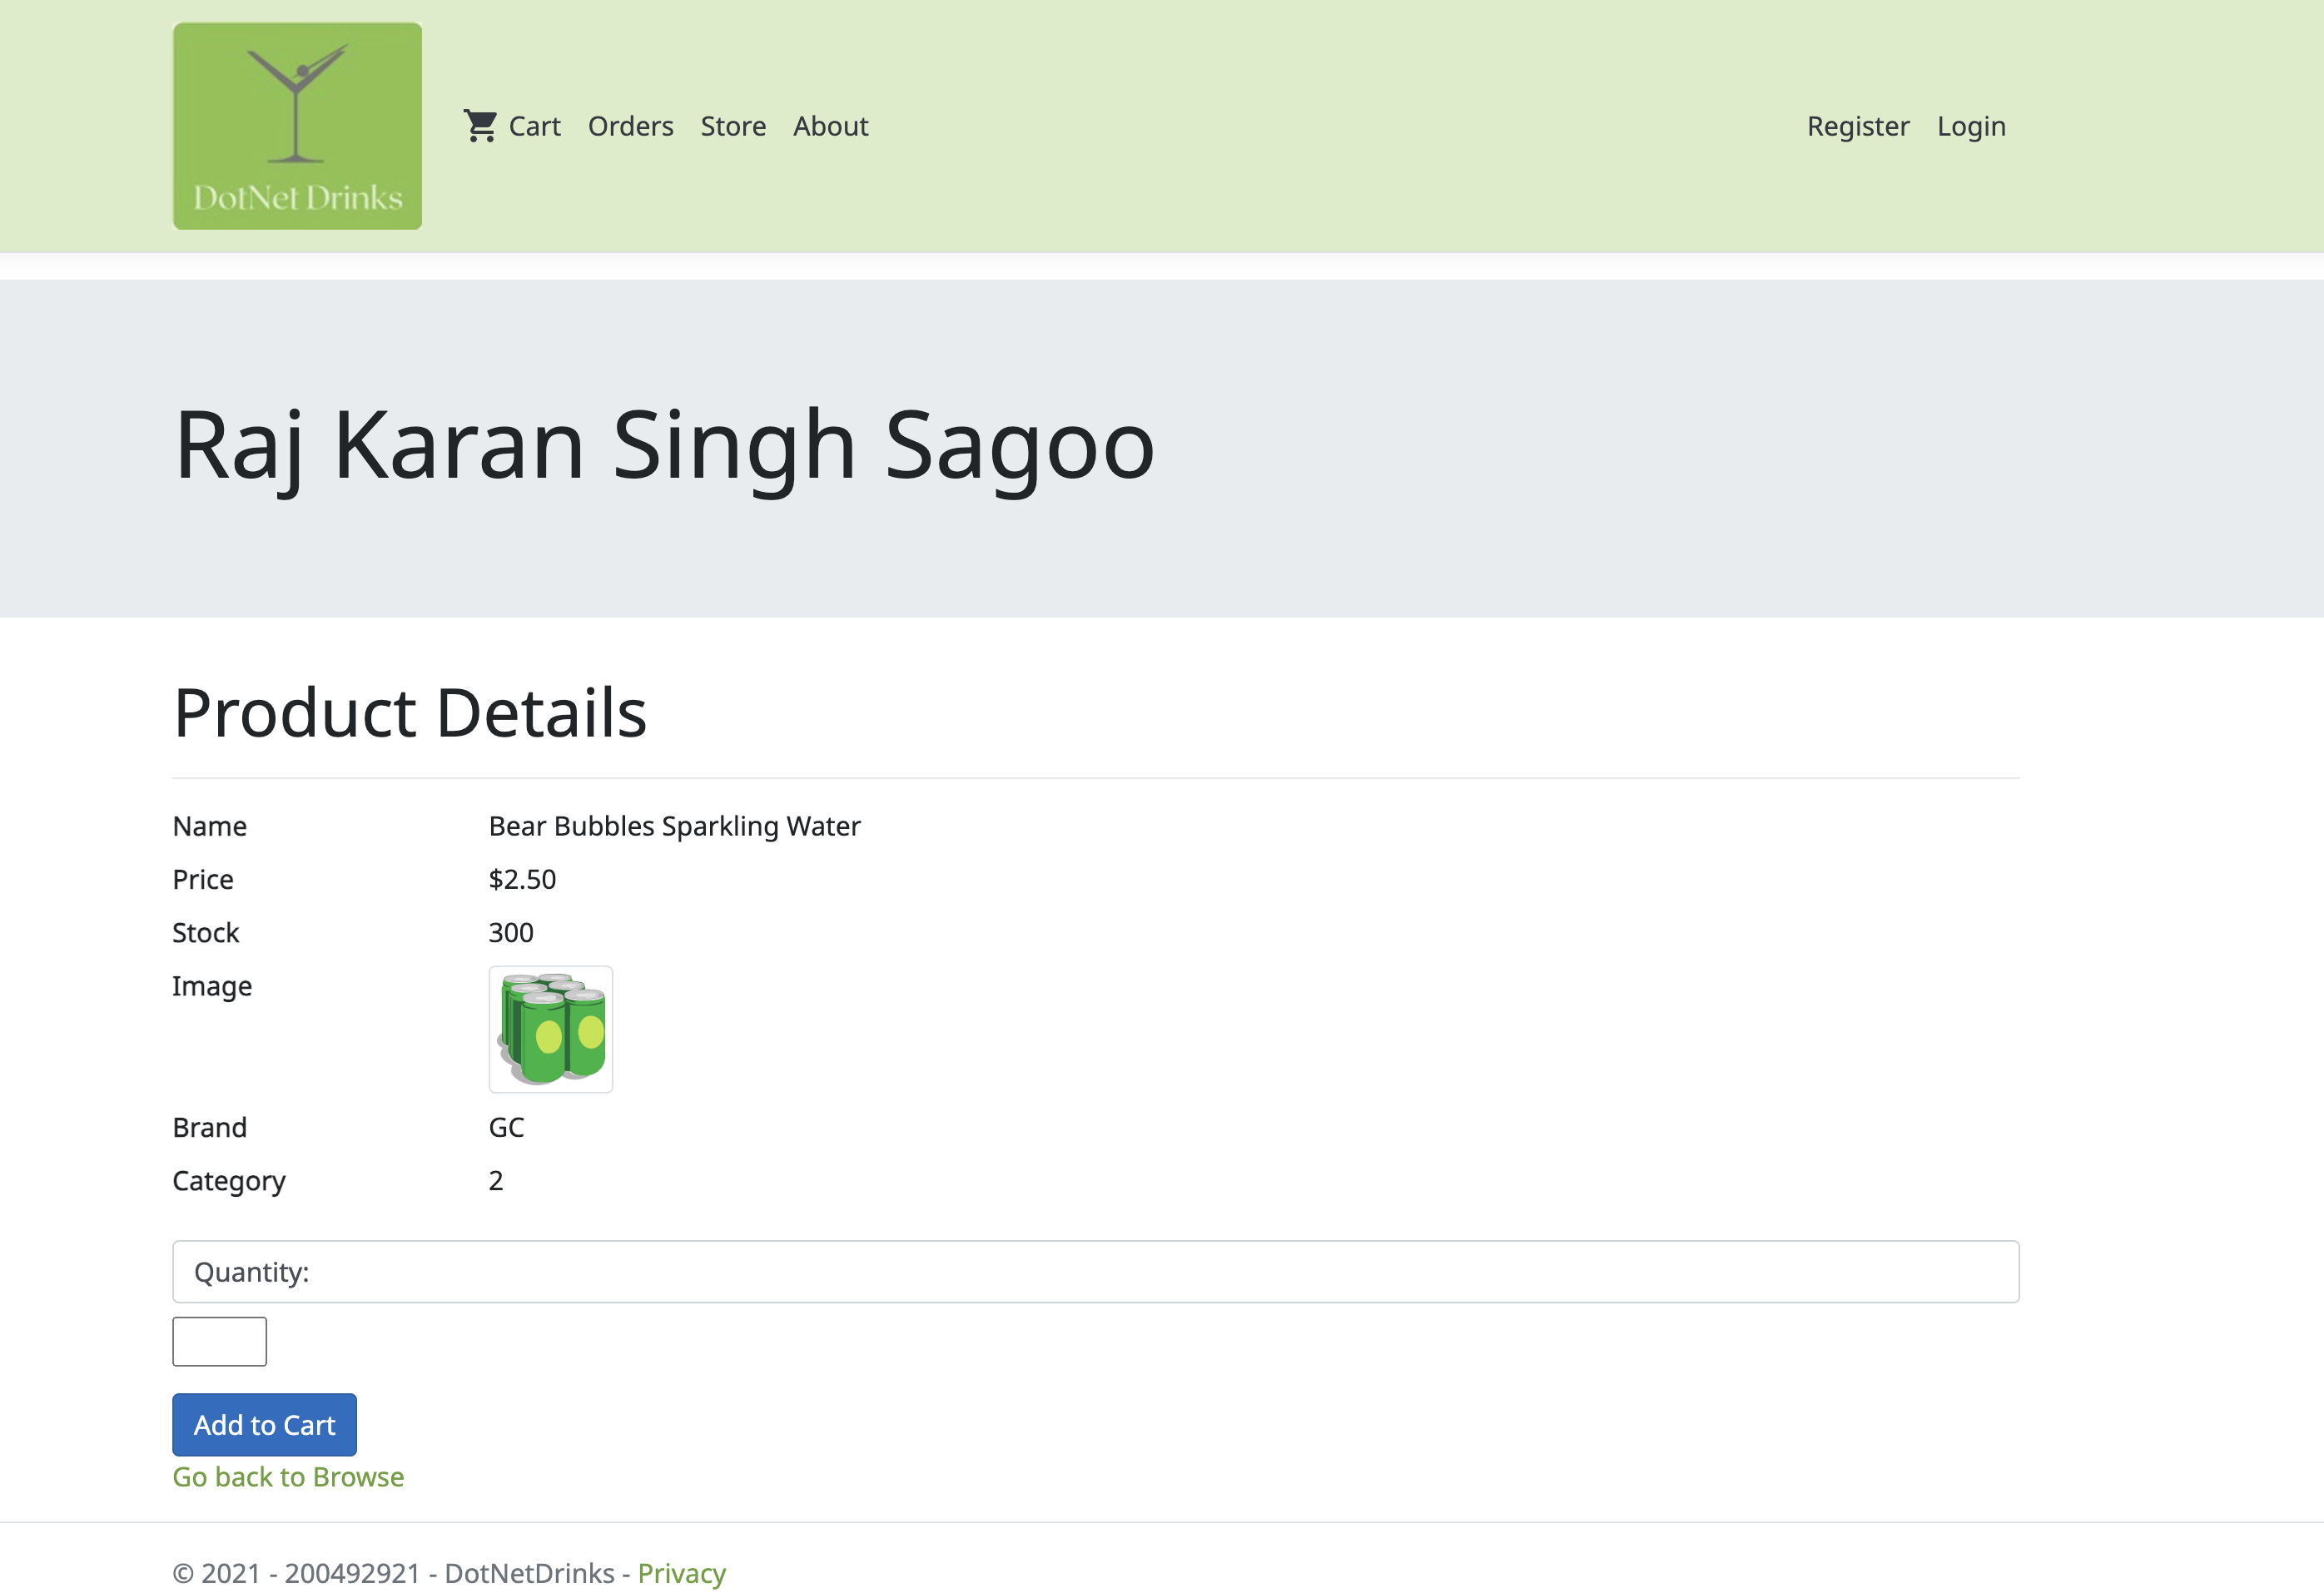 DotNet Drinks
Cart Orders Store About Register Login
Raj Karan Singh Sagoo
Product Details
Name Bear Bubbles Sparkling Water
Price $2.50
Stock 300
Image
Brand GC
Category 2
Quantity:
Add to Cart
Go back to Browse
© 2021 - 200492921 - DotNetDrinks - Privacy